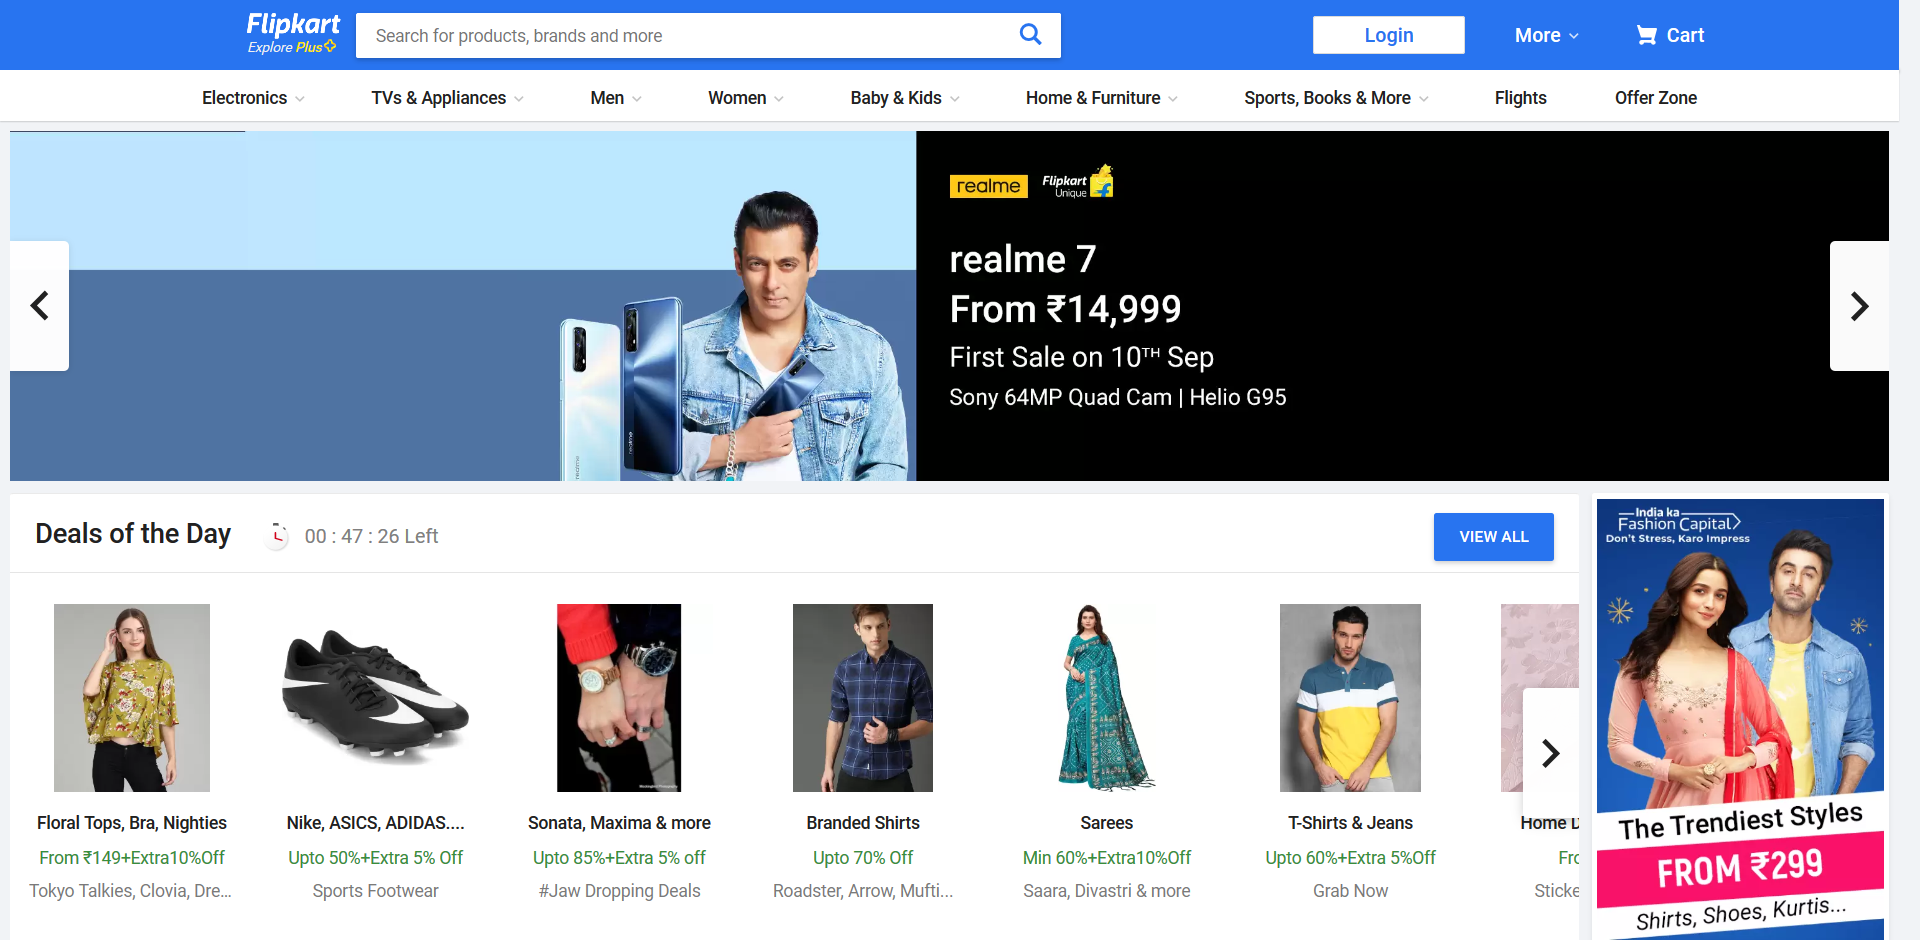 Flipkart
Explore Plus
Search for products, brands and more
Login
More
Cart
Electronics
TVs & Appliances
Men
Women
Baby & Kids
Home & Furniture
Sports, Books & More
Flights
Offer Zone
realme
Flipkart
Unique
realme 7
From ₹14,999
First Sale on 10TH Sep
Sony 64MP Quad Cam | Helio G95
realme
realme
Deals of the Day
00 : 47 : 26 Left
VIEW ALL
Floral Tops, Bra, Nighties
From ₹149+Extra10%Off
Tokyo Talkies, Clovia, Dre...
Nike, ASICS, ADIDAS....
Upto 50%+Extra 5% Off
Sports Footwear
Sonata, Maxima & more
Upto 85%+Extra 5% off
#Jaw Dropping Deals
Branded Shirts
Upto 70% Off
Roadster, Arrow, Mufti...
Sarees
Min 60%+Extra10%Off
Saara, Divastri & more
T-Shirts & Jeans
Upto 60%+Extra 5%Off
Grab Now
Home D
Fro
Sticke
India ka
Fashion Capital
Don't Stress, Karo Impress
The Trendiest Styles
FROM ₹299
Shirts, Shoes, Kurtis...